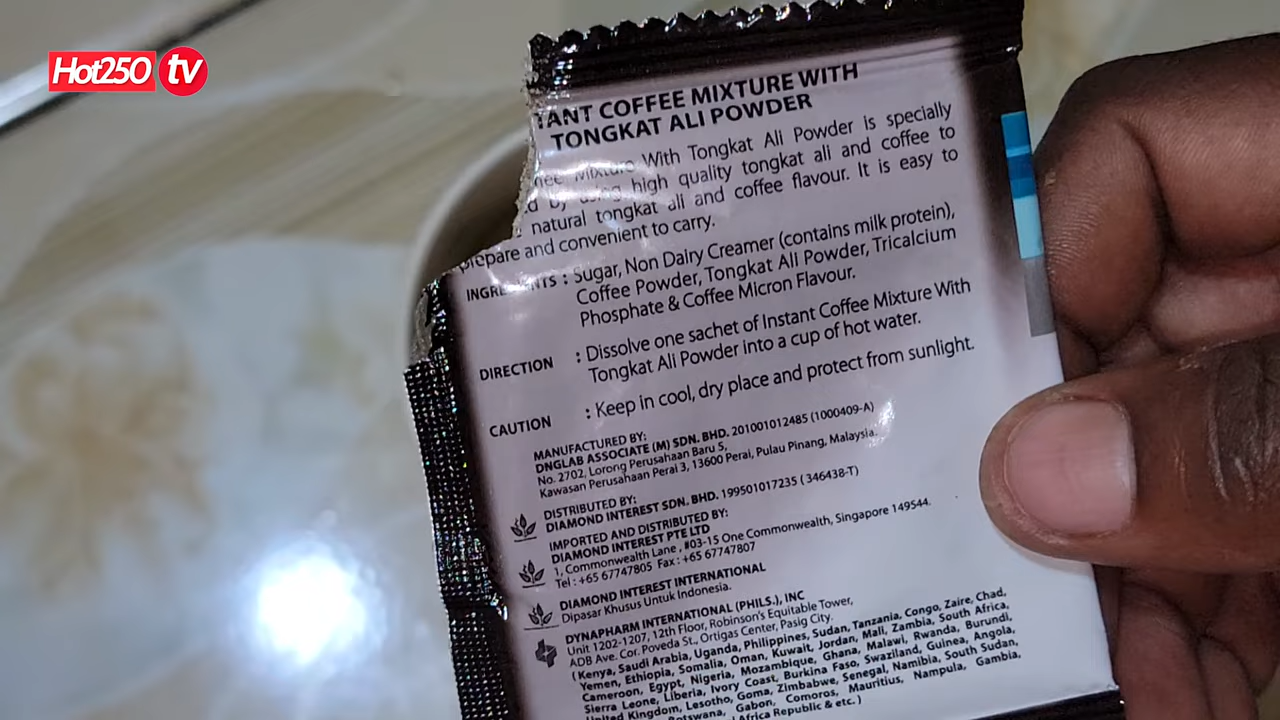 Hot250 tv
TANT COFFEE MIXTURE WITH
TONGKAT ALI POWDER
Mixture With Tongkat Ali Powder is specially
d by using high quality tongkat ali and coffee to
natural tongkat ali and coffee flavour. It is easy to
prepare and convenient to carry.
INGREDIENTS : Sugar, Non Dairy Creamer (contains milk protein),
Coffee Powder, Tongkat Ali Powder, Tricalcium
Phosphate & Coffee Micron Flavour.
DIRECTION : Dissolve one sachet of Instant Coffee Mixture With
Tongkat Ali Powder into a cup of hot water.
CAUTION : Keep in cool, dry place and protect from sunlight.
MANUFACTURED BY:
DNGLAB ASSOCIATE (M) SDN. BHD. 201001012485 (1000409-A)
No. 2702, Lorong Perusahaan Baru 5,
Kawasan Perusahaan Perai 3, 13600 Perai, Pulau Pinang, Malaysia.
DISTRIBUTED BY:
DIAMOND INTEREST SDN. BHD. 199501017235 ( 346438-T)
IMPORTED AND DISTRIBUTED BY:
DIAMOND INTEREST PTE LTD
1, Commonwealth Lane , #03-15 One Commonwealth, Singapore 149544.
Tel : +65 67747805 Fax : +65 67747807
DIAMOND INTEREST INTERNATIONAL
Dipasar Khusus Untuk Indonesia.
DYNAPHARM INTERNATIONAL (PHILS.), INC
Unit 1202-1207, 12th Floor, Robinson's Equitable Tower,
ADB Ave. Cor. Poveda St., Ortigas Center, Pasig City.
( Kenya, Saudi Arabia, Uganda, Philippines, Sudan, Tanzania, Congo, Zaire, Chad,
Yemen, Ethiopia, Somalia, Oman, Kuwait, Jordan, Mali, Zambia, South Africa,
Cameroon, Egypt, Nigeria, Mozambique, Ghana, Malawi, Rwanda, Burundi,
Sierra Leone, Liberia, Ivory Coast, Burkina Faso, Swaziland, Guinea, Angola,
United Kingdom, Lesotho, Goma, Zimbabwe, Senegal, Namibia, South Sudan,
Botswana, Gabon, Comoros, Mauritius, Nampula, Gambia,
Africa Republic & etc.)